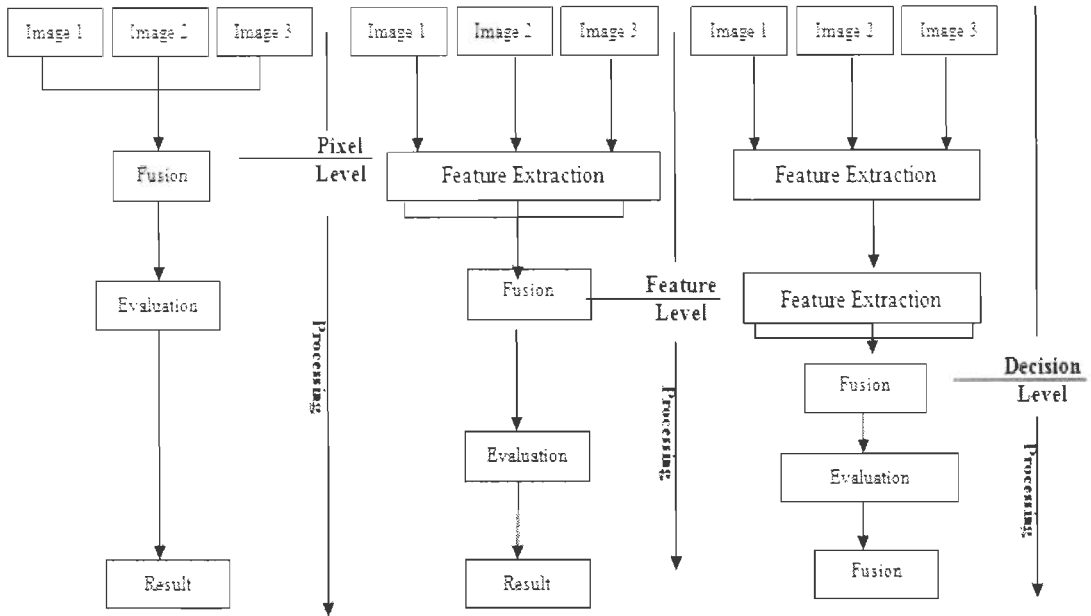 Image 1
Image 2
Image 3
Fusion
Evaluation
Result
Pixel
Level
Processing
Image 1
Image 2
Image 3
Feature Extraction
Fusion
Evaluation
Result
Feature
Level
Processing
Image 1
Image 2
Image 3
Feature Extraction
Feature Extraction
Fusion
Evaluation
Fusion
Decision
Level
Processing